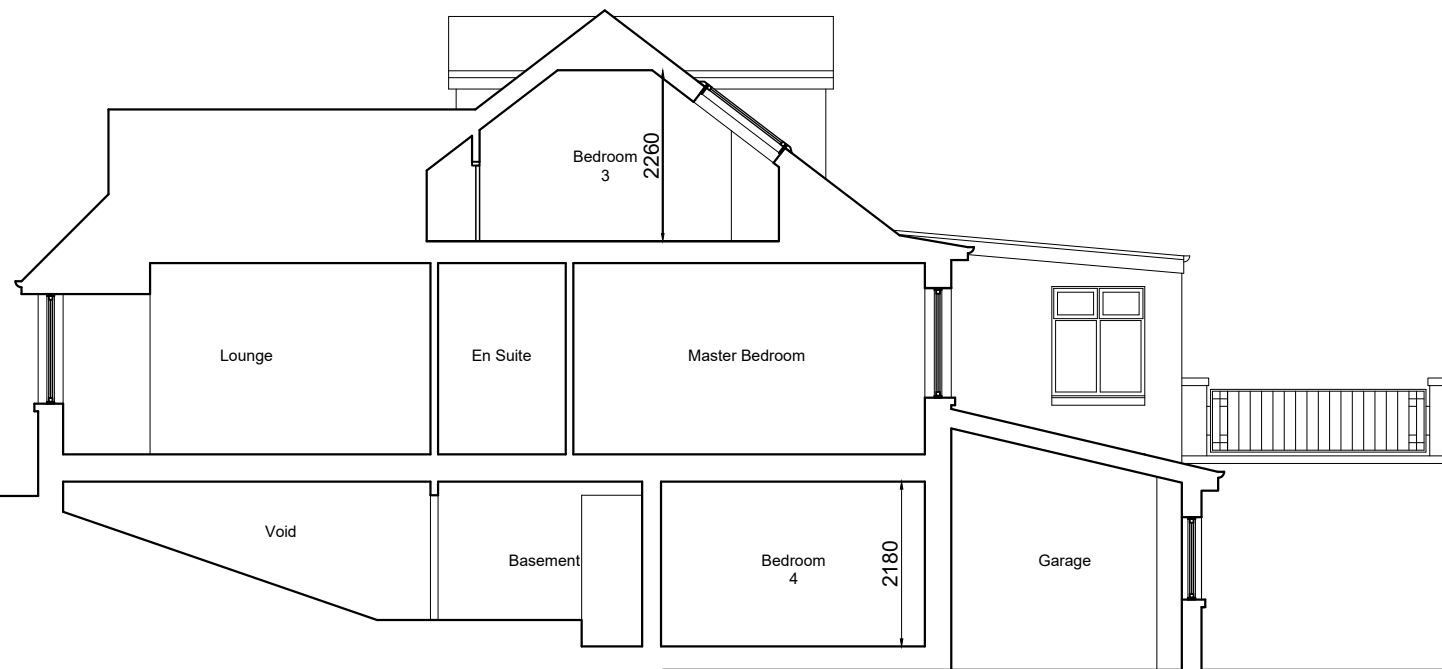 Bedroom
3
2260
Lounge
En Suite
Master Bedroom
Void
Basement
Bedroom
4
2180
Garage